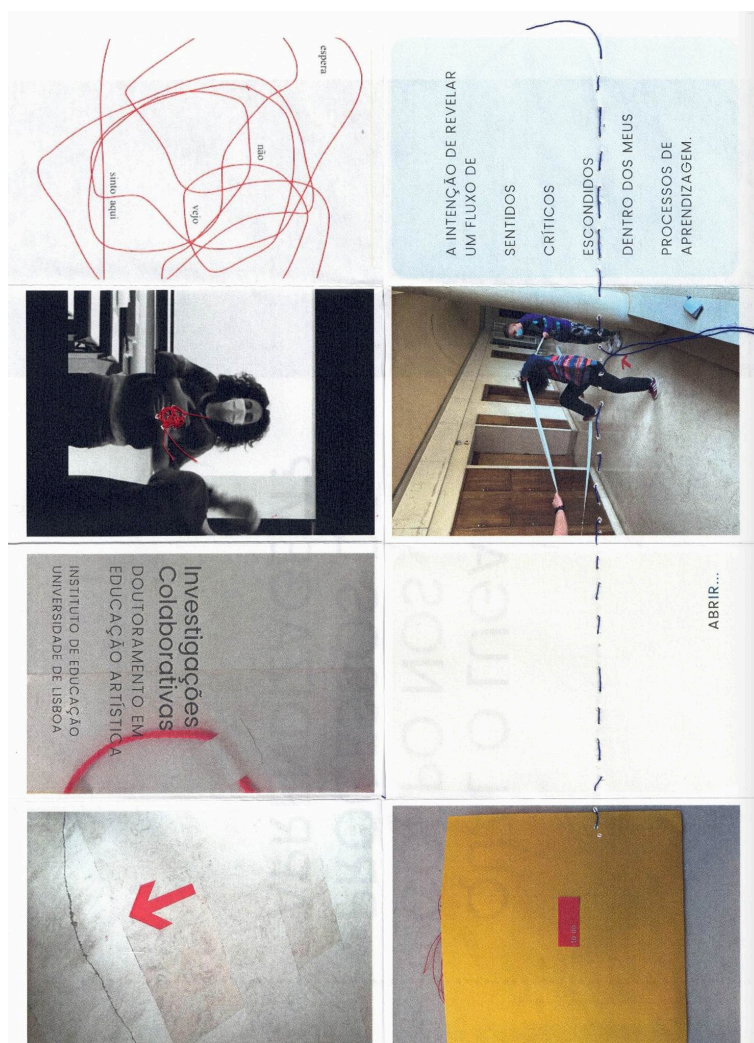 espera
não
vejo
sinto aqui
A INTENÇÃO DE REVELAR
UM FLUXO DE
SENTIDOS
CRÍTICOS
ESCONDIDOS
DENTRO DOS MEUS
PROCESSOS DE
APRENDIZAGEM.
Investigações
Colaborativas
DOUTORAMENTO EM
EDUCAÇÃO ARTÍSTICA
INSTITUTO DE EDUCAÇÃO
UNIVERSIDADE DE LISBOA
ABRIR...